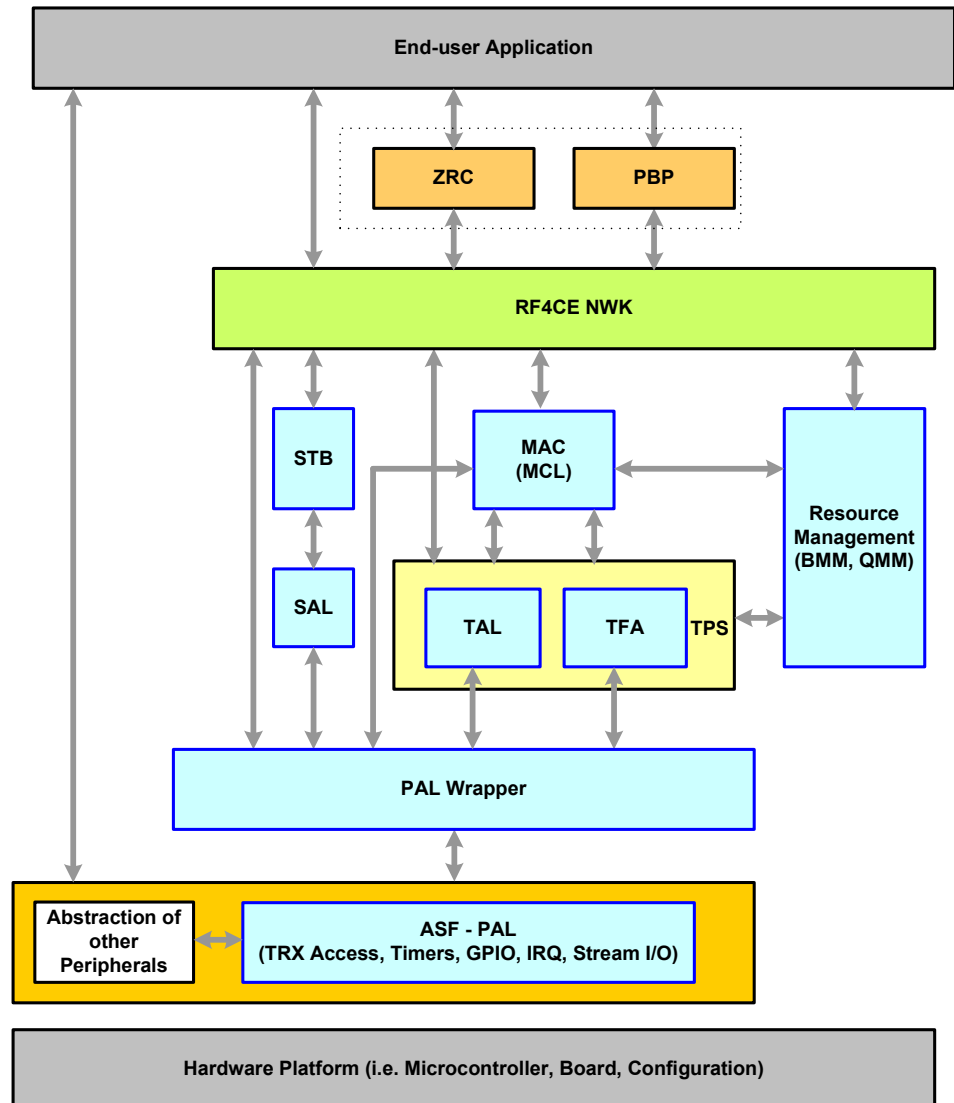 End-user Application
ZRC
PBP
RF4CE NWK
STB
MAC
(MCL)
Resource
Management
(BMM, QMM)
SAL
TAL
TFA
TPS
PAL Wrapper
Abstraction of
other
Peripherals
ASF - PAL
(TRX Access, Timers, GPIO, IRQ, Stream I/O)
Hardware Platform (i.e. Microcontroller, Board, Configuration)